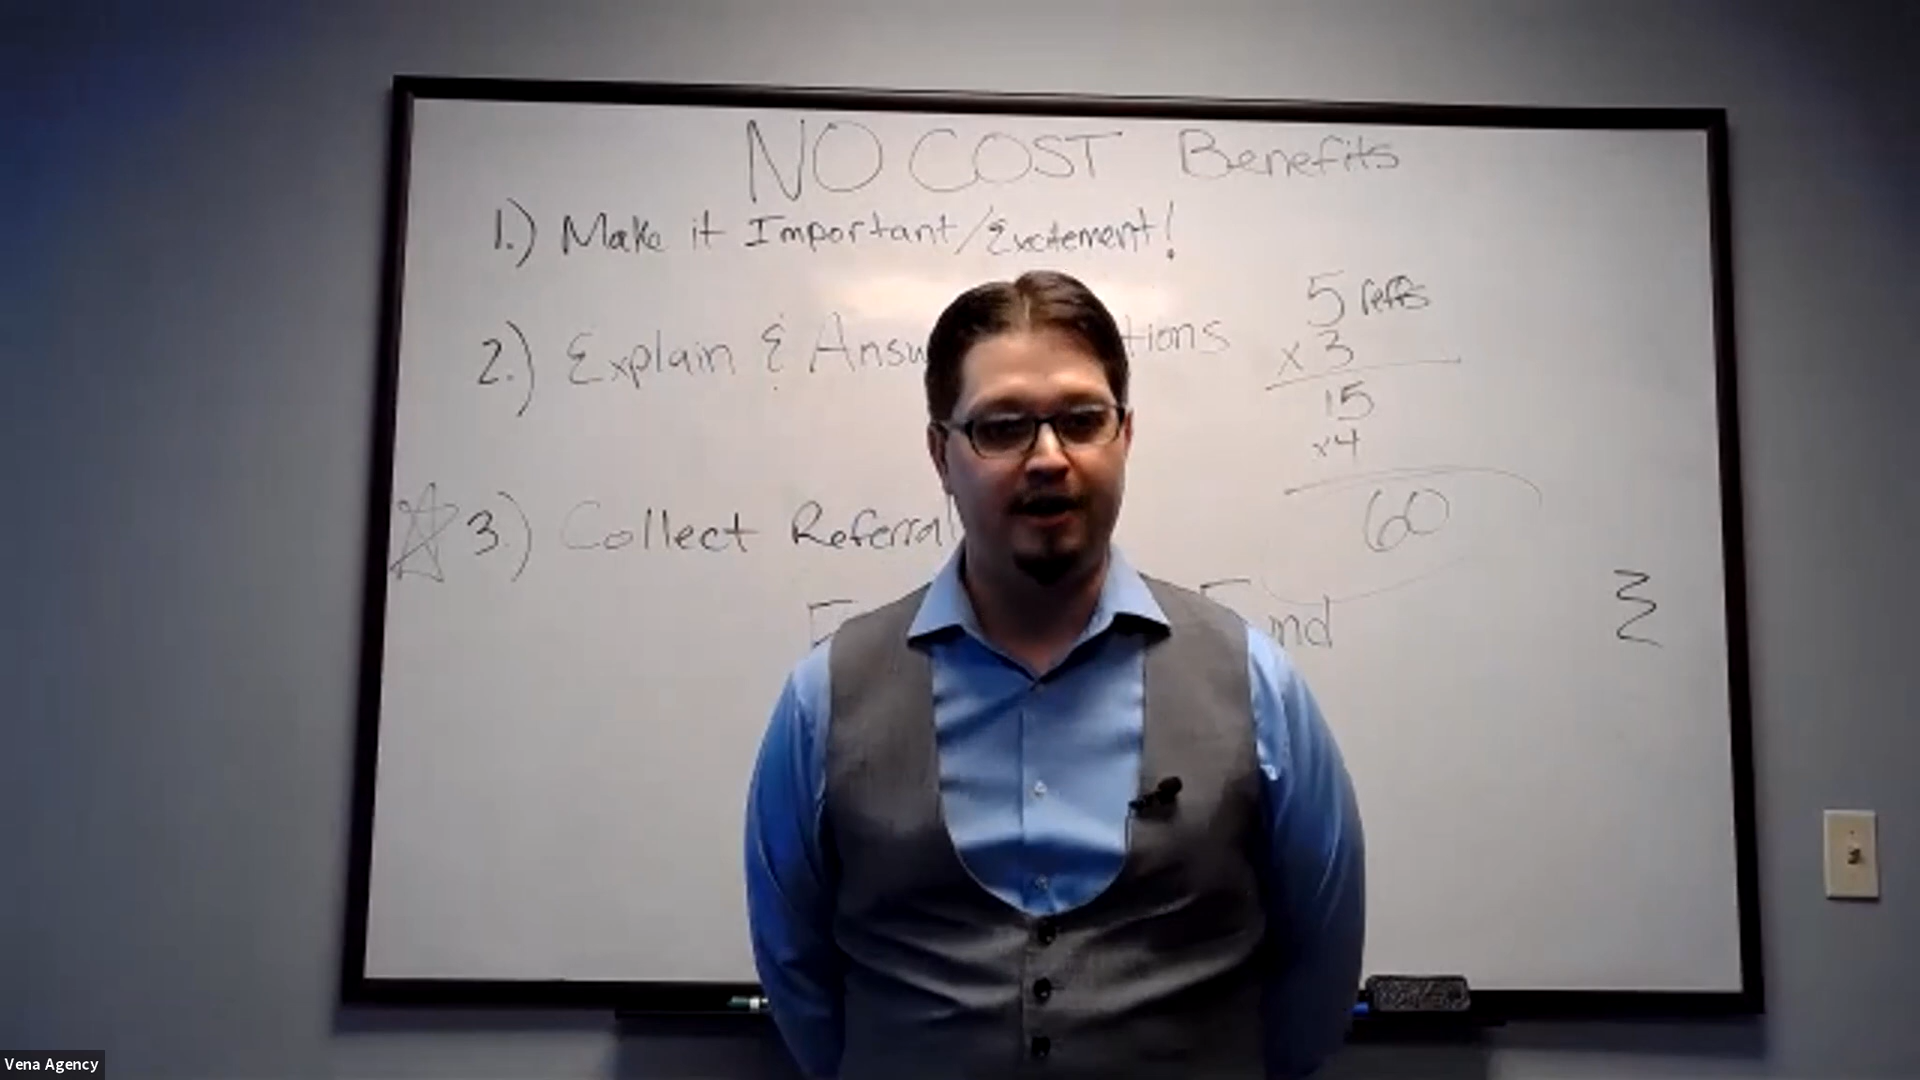 NO COST Benefits
1.) Make it Important/Excitement!
2.) Explain & Answ tions
3.) Collect Referral
5 refs
x 3
15
x4
60
Vena Agency